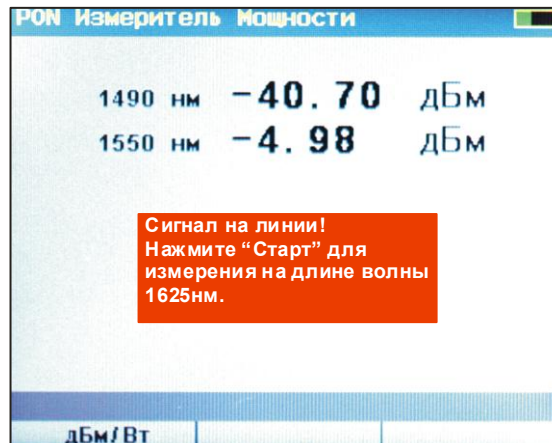 PON Измеритель Мощности
1490 нм -40.70 дБм
1550 нм -4.98 дБм
Сигнал на линии!
Нажмите “Старт” для
измерения на длине волны
1625нм.
дБм/Вт